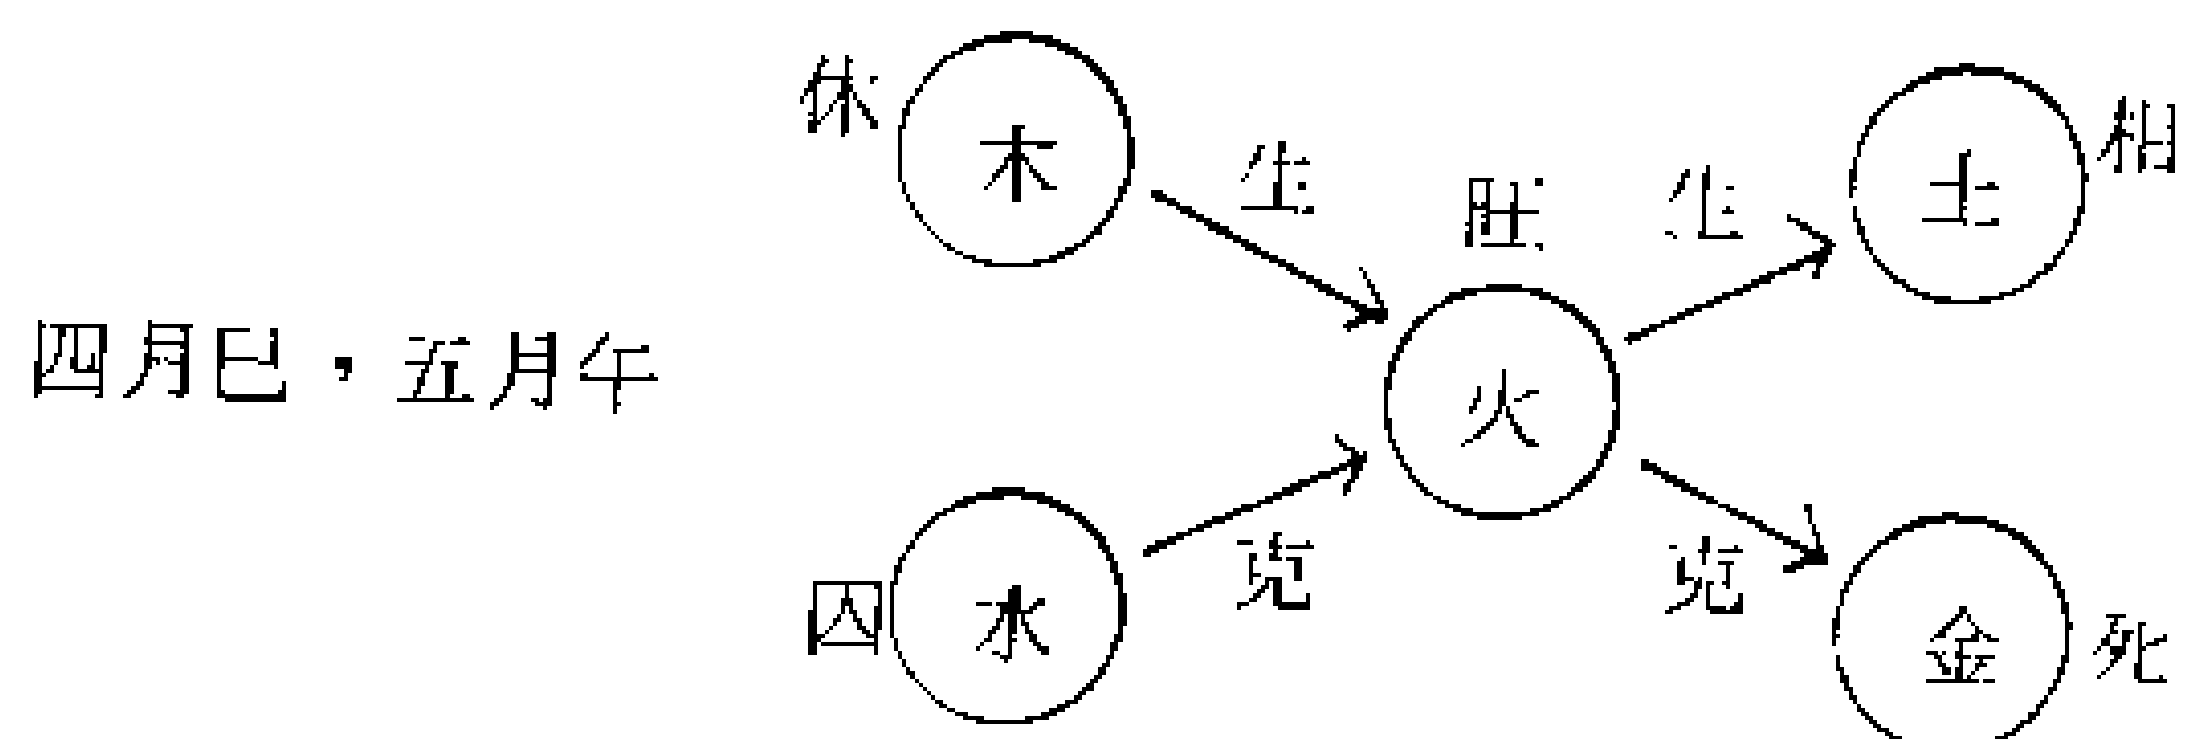 休 木 生 旺 生 土 相
四月巳，五月午
火
囚 水 克 克 金 死